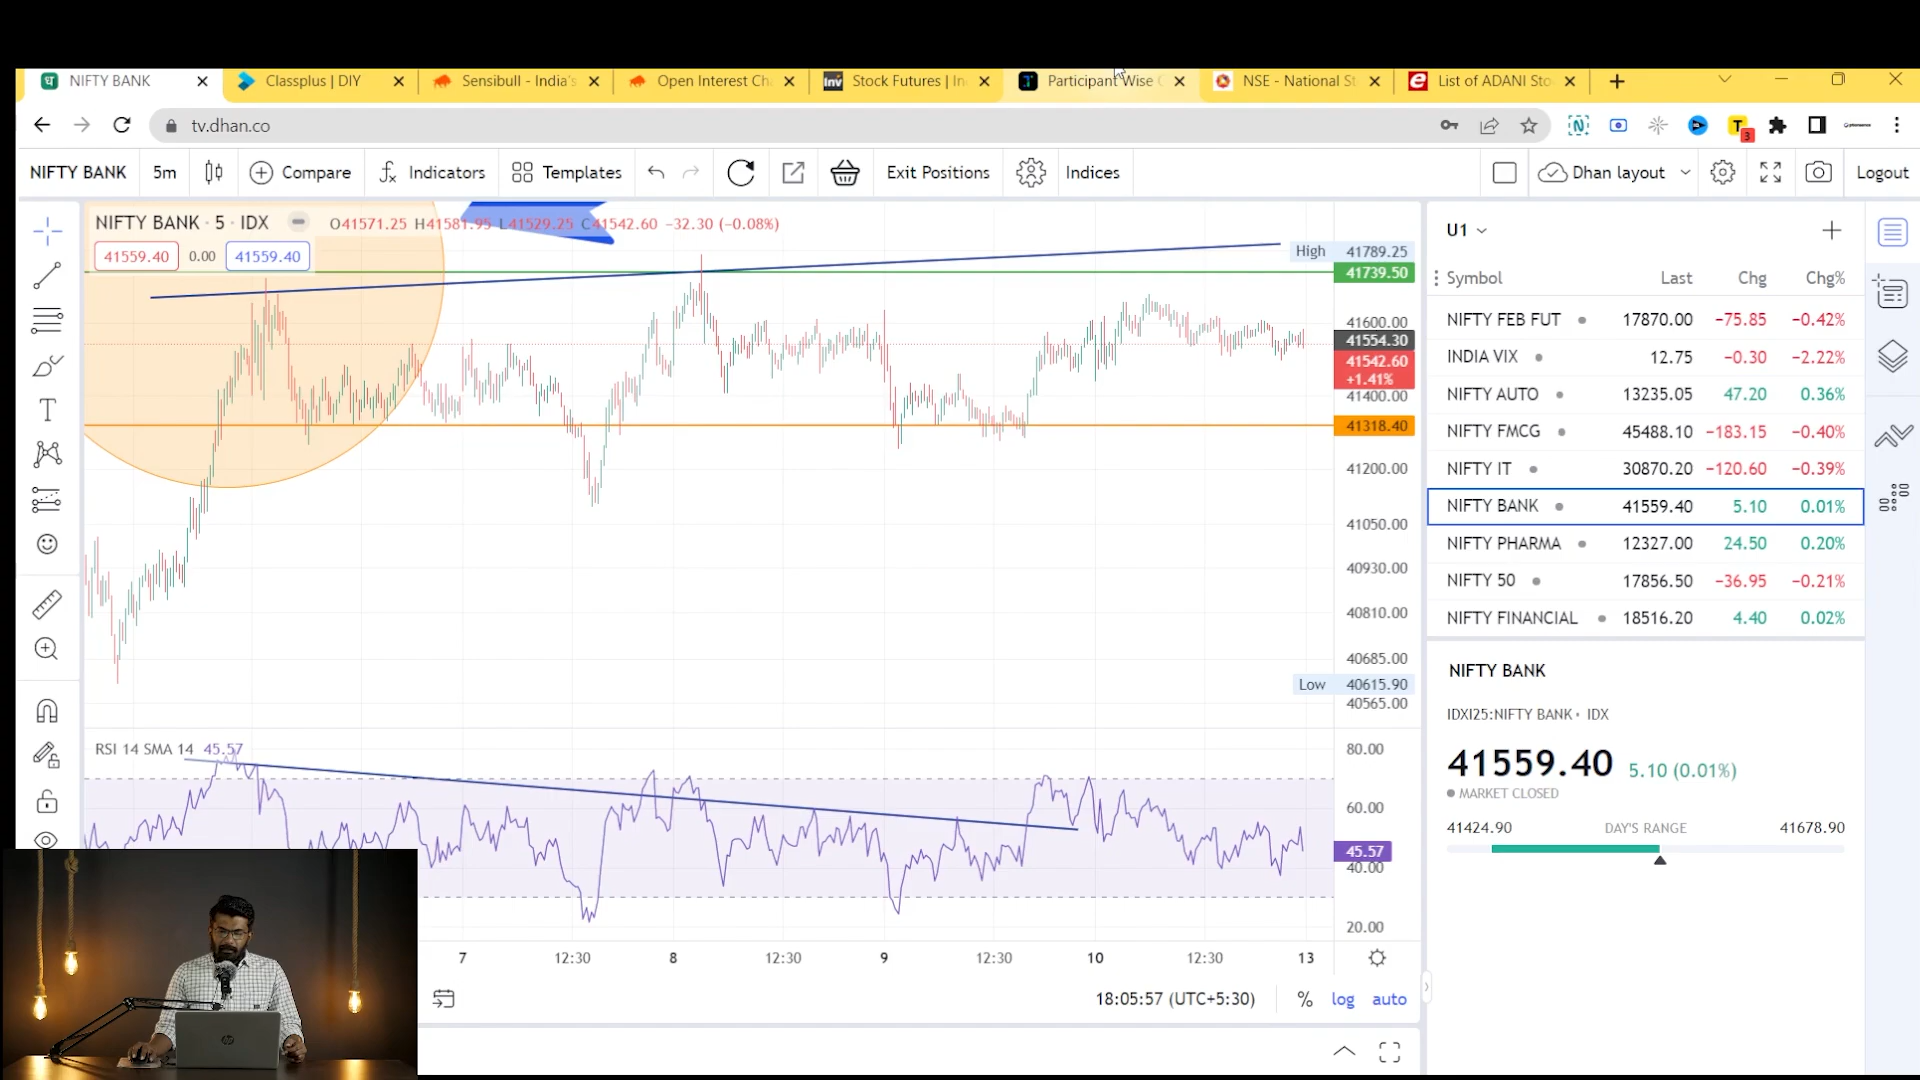 NIFTY BANK
Classplus | DIY
Sensibull - India's
Open Interest Ch
Stock Futures | In
Participant Wise
NSE - National St
List of ADANI Sto
tv.dhan.co
3
NIFTY BANK 5m Compare Indicators Templates Exit Positions Indices Dhan layout Logout
NIFTY BANK · 5 · IDX O41571.25 H41581.95 L41529.25 C41542.60 −32.30 (−0.08%)
41559.40 0.00 41559.40
High 41789.25
41739.50
41600.00
41554.30
41542.60
+1.41%
41400.00
41318.40
41200.00
41050.00
40930.00
40810.00
40685.00
Low 40615.90
40565.00
RSI 14 SMA 14 45.57
80.00
60.00
45.57
40.00
20.00
7 12:30 8 12:30 9 12:30 10 12:30 13
18:05:57 (UTC+5:30) % log auto
U1
Symbol Last Chg Chg%
NIFTY FEB FUT 17870.00 −75.85 −0.42%
INDIA VIX 12.75 −0.30 −2.22%
NIFTY AUTO 13235.05 47.20 0.36%
NIFTY FMCG 45488.10 −183.15 −0.40%
NIFTY IT 30870.20 −120.60 −0.39%
NIFTY BANK 41559.40 5.10 0.01%
NIFTY PHARMA 12327.00 24.50 0.20%
NIFTY 50 17856.50 −36.95 −0.21%
NIFTY FINANCIAL 18516.20 4.40 0.02%
NIFTY BANK
IDXI25:NIFTY BANK • IDX
41559.40 5.10 (0.01%)
MARKET CLOSED
41424.90 DAY'S RANGE 41678.90